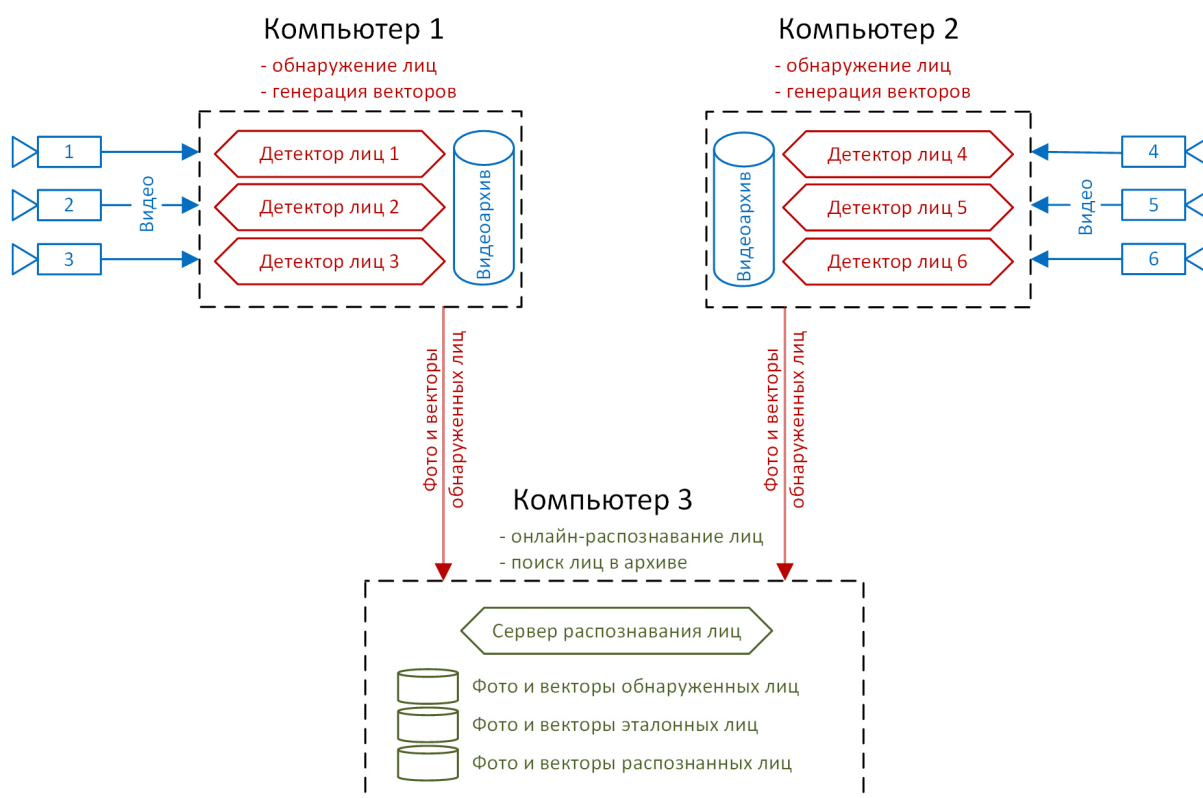 Компьютер 1
- обнаружение лиц
- генерация векторов
1
2
3
Видео
Детектор лиц 1
Детектор лиц 2
Детектор лиц 3
Видеоархив
Компьютер 2
- обнаружение лиц
- генерация векторов
Видеоархив
Детектор лиц 4
Детектор лиц 5
Детектор лиц 6
Видео
4
5
6
Фото и векторы
обнаруженных лиц
Фото и векторы
обнаруженных лиц
Компьютер 3
- онлайн-распознавание лиц
- поиск лиц в архиве
Сервер распознавания лиц
Фото и векторы обнаруженных лиц
Фото и векторы эталонных лиц
Фото и векторы распознанных лиц